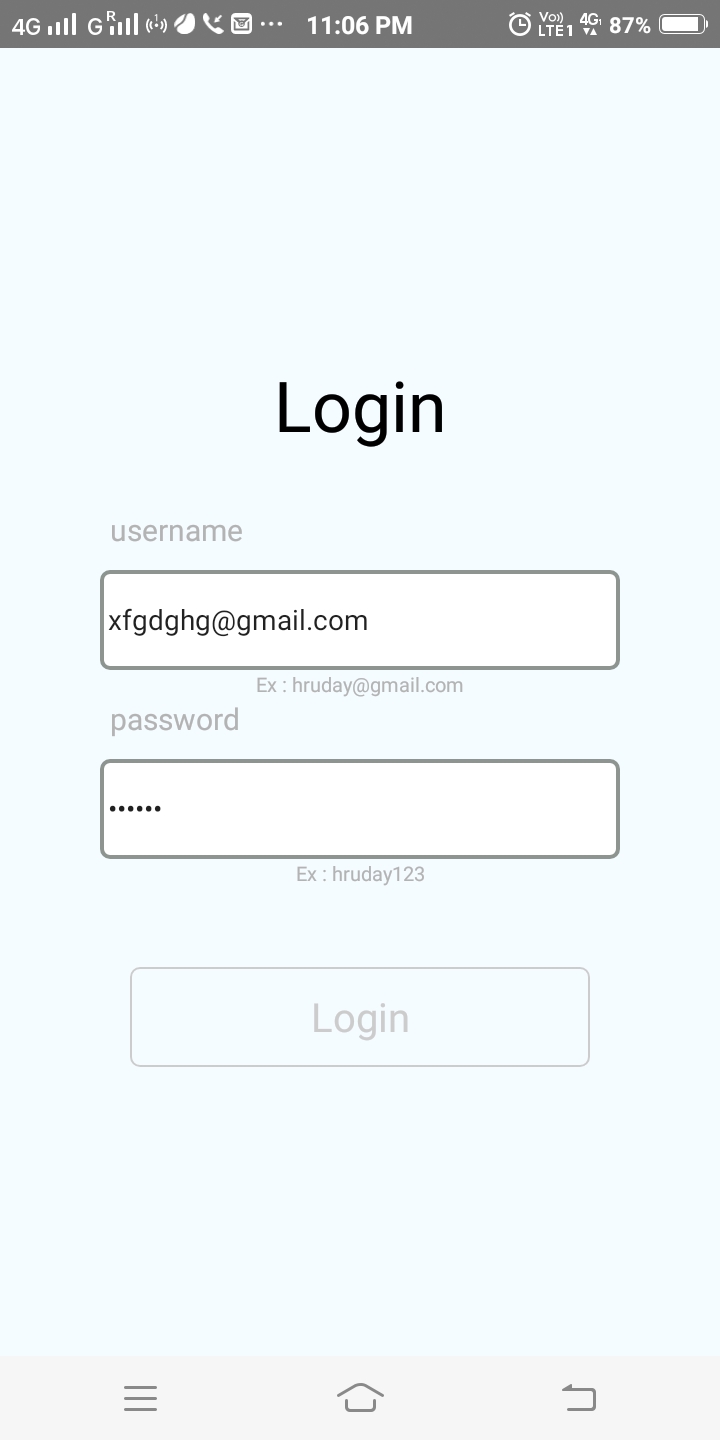 4G G R 11:06 PM Vo)) LTE1 4G 87%
Login
username
xfgdghg@gmail.com
Ex : hruday@gmail.com
password
••••••
Ex : hruday123
Login